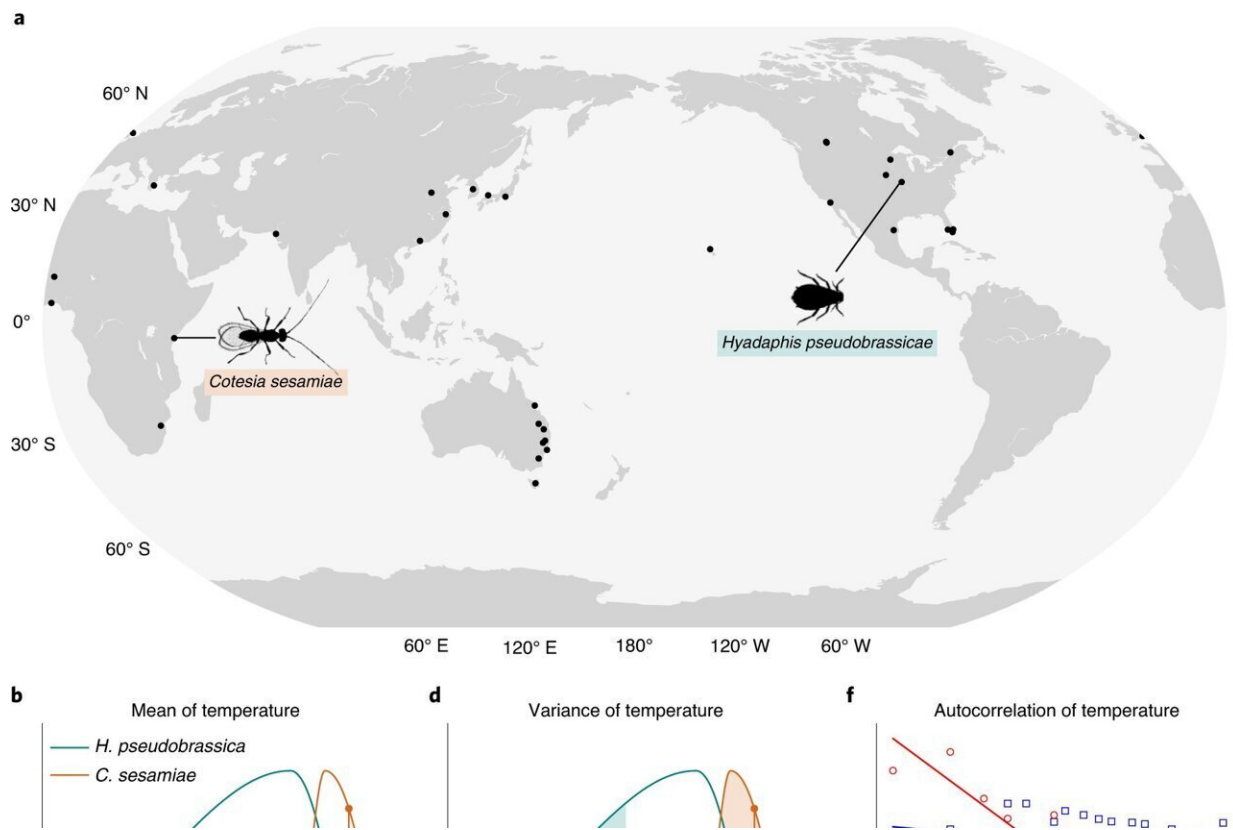 a
60° N
30° N
0°
30° S
60° S
Hyadaphis pseudobrassicae
Cotesia sesamiae
60° E 120° E 180° 120° W 60° W
b
Mean of temperature
H. pseudobrassica
C. sesamiae
d
Variance of temperature
f
Autocorrelation of temperature